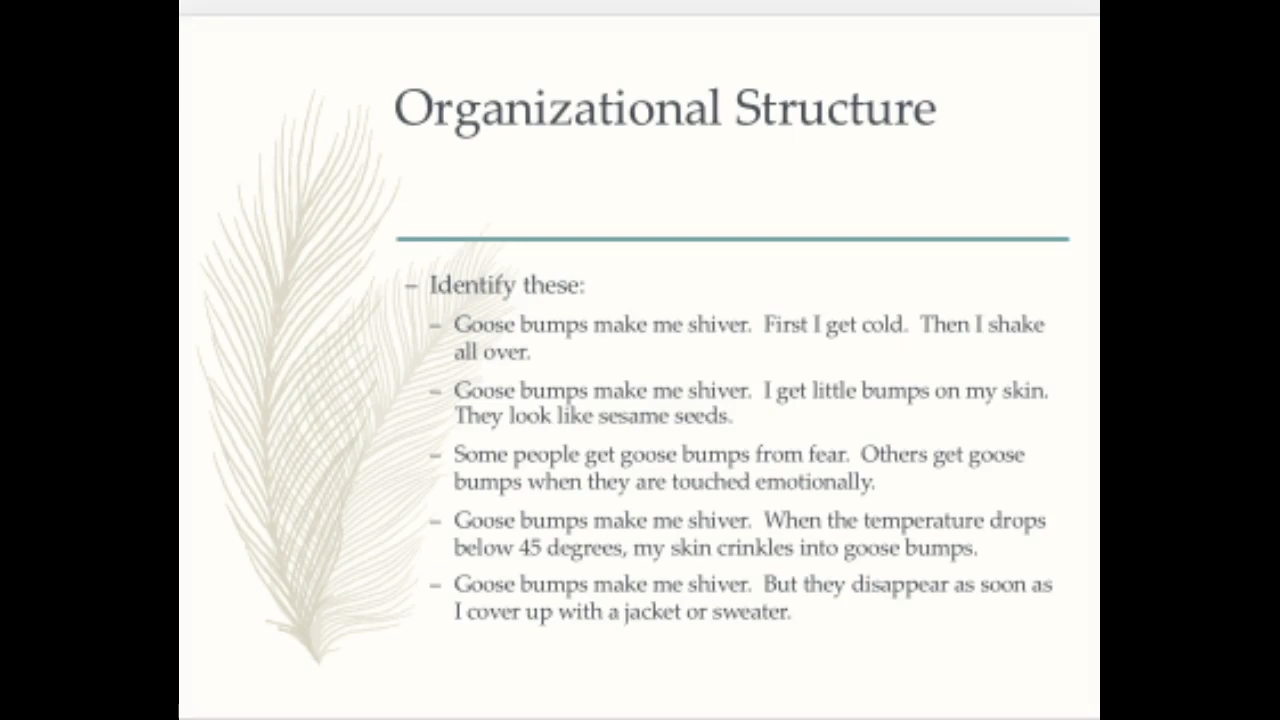 Organizational Structure
– Identify these:
– Goose bumps make me shiver. First I get cold. Then I shake
all over.
– Goose bumps make me shiver. I get little bumps on my skin.
They look like sesame seeds.
– Some people get goose bumps from fear. Others get goose
bumps when they are touched emotionally.
– Goose bumps make me shiver. When the temperature drops
below 45 degrees, my skin crinkles into goose bumps.
– Goose bumps make me shiver. But they disappear as soon as
I cover up with a jacket or sweater.